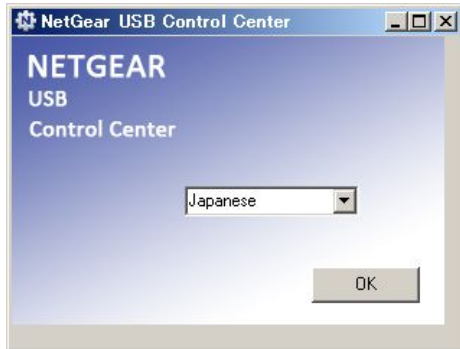 NetGear USB Control Center
NETGEAR
USB
Control Center
Japanese
OK